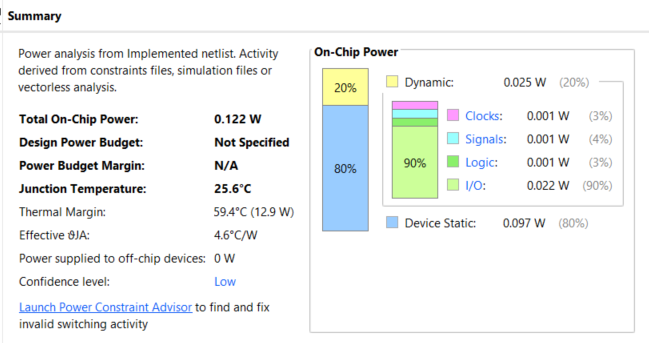 Summary
Power analysis from Implemented netlist. Activity
derived from constraints files, simulation files or
vectorless analysis.
Total On-Chip Power: 0.122 W
Design Power Budget: Not Specified
Power Budget Margin: N/A
Junction Temperature: 25.6°C
Thermal Margin: 59.4°C (12.9 W)
Effective ϑJA: 4.6°C/W
Power supplied to off-chip devices: 0 W
Confidence level: Low
Launch Power Constraint Advisor to find and fix
invalid switching activity
On-Chip Power
20%
80%
Dynamic: 0.025 W (20%)
90%
Clocks: 0.001 W (3%)
Signals: 0.001 W (4%)
Logic: 0.001 W (3%)
I/O: 0.022 W (90%)
Device Static: 0.097 W (80%)